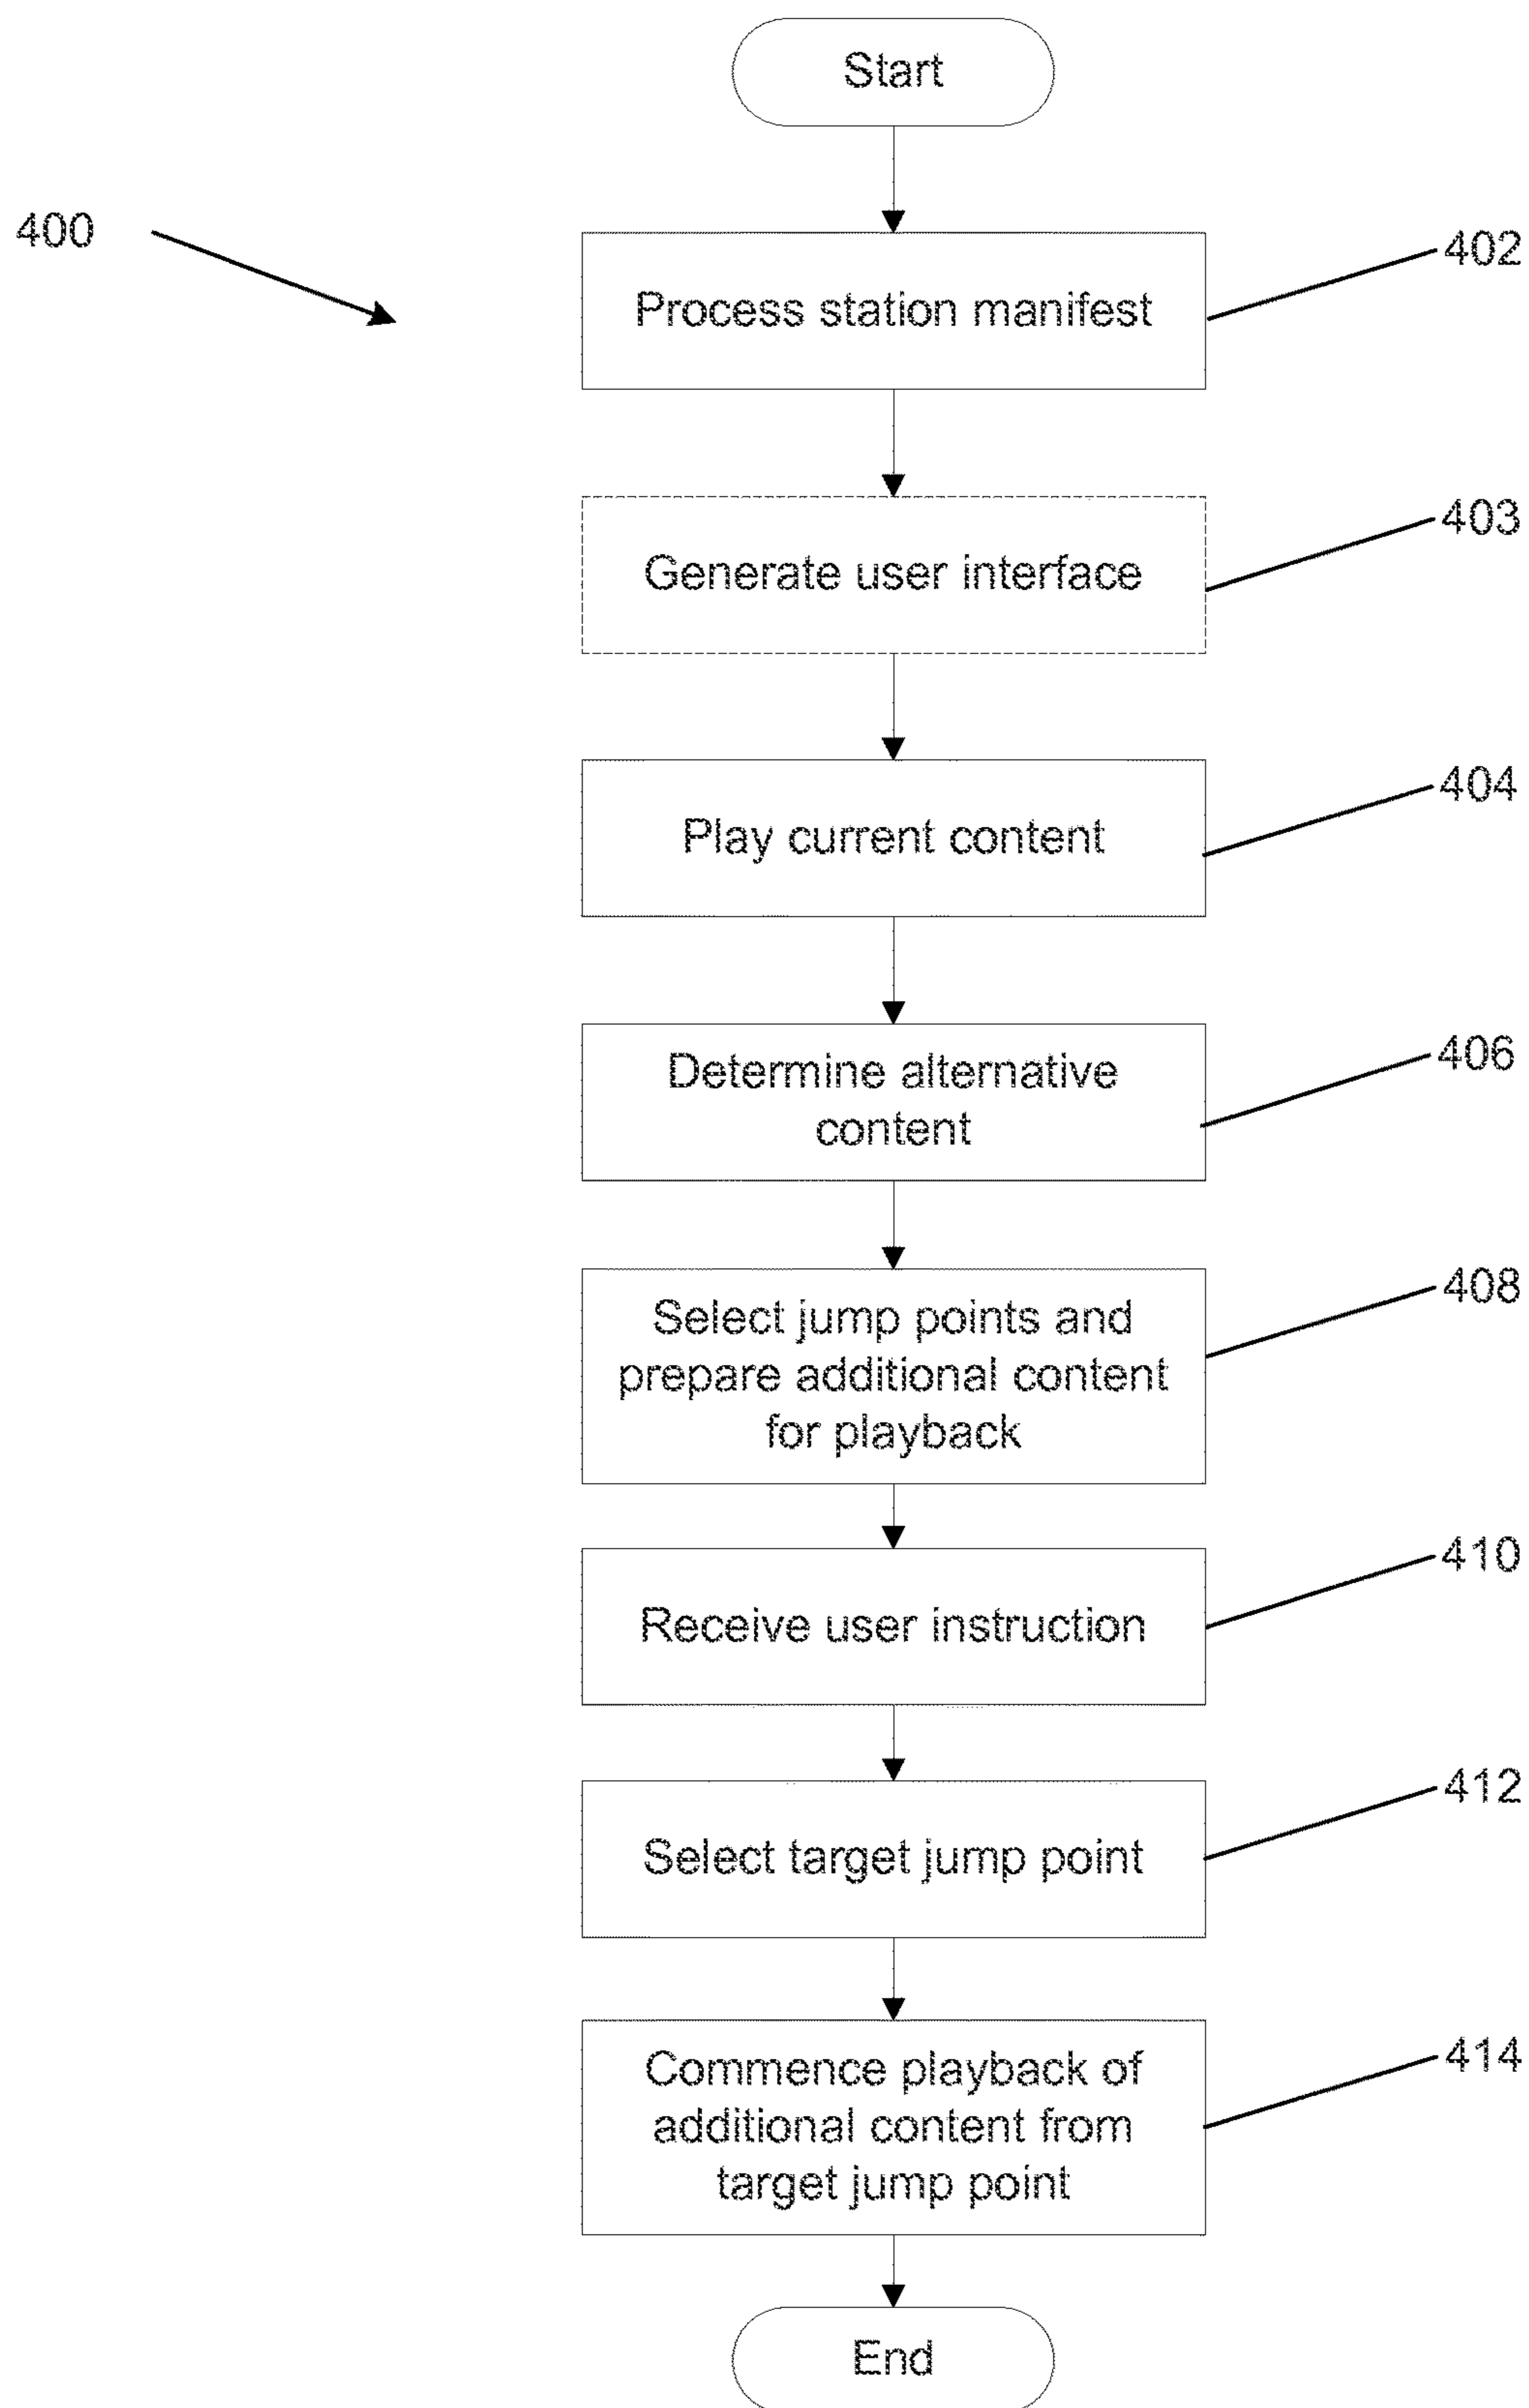 Start
400
402
Process station manifest
403
Generate user interface
404
Play current content
406
Determine alternative
content
408
Select jump points and
prepare additional content
for playback
410
Receive user instruction
412
Select target jump point
414
Commence playback of
additional content from
target jump point
End